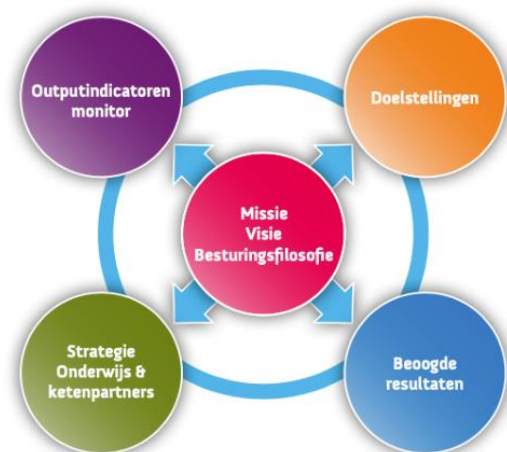 Outputindicatoren
monitor
Doelstellingen
Missie
Visie
Besturingsfilosofie
Strategie
Onderwijs &
ketenpartners
Beoogde
resultaten